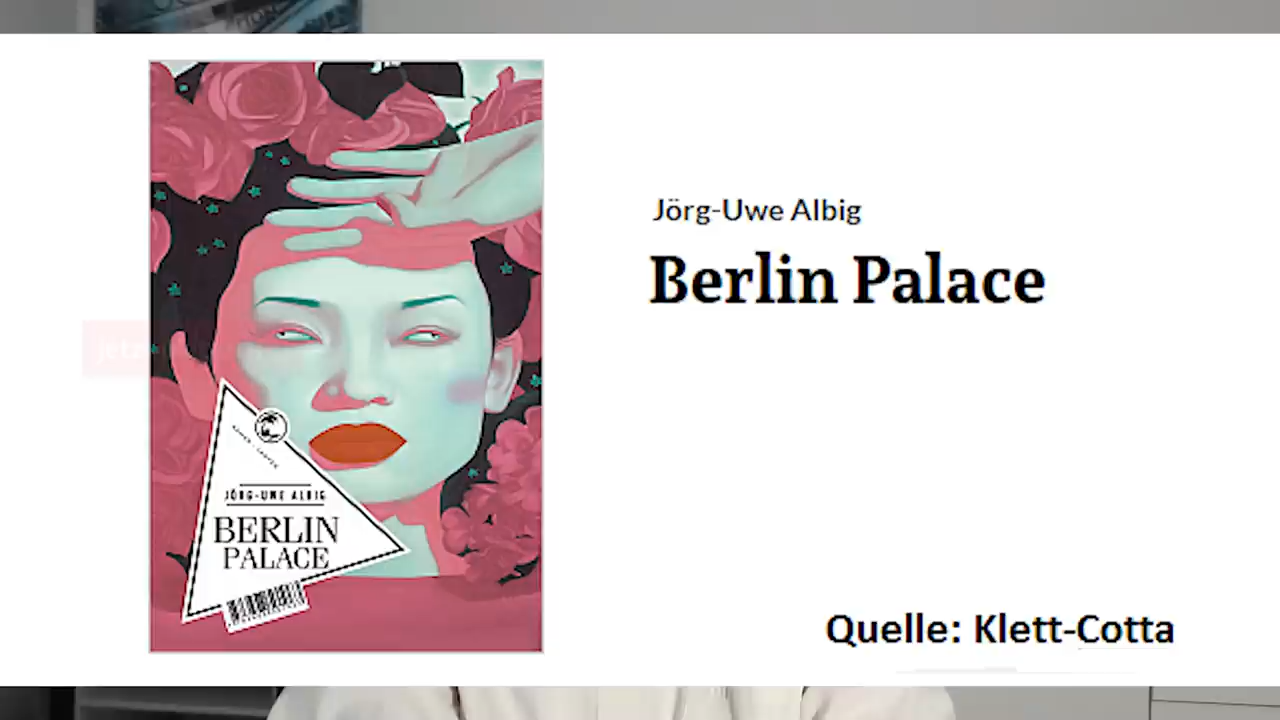 JÖRG-UWE ALBIG
BERLIN
PALACE
Jörg-Uwe Albig
Berlin Palace
Quelle: Klett-Cotta